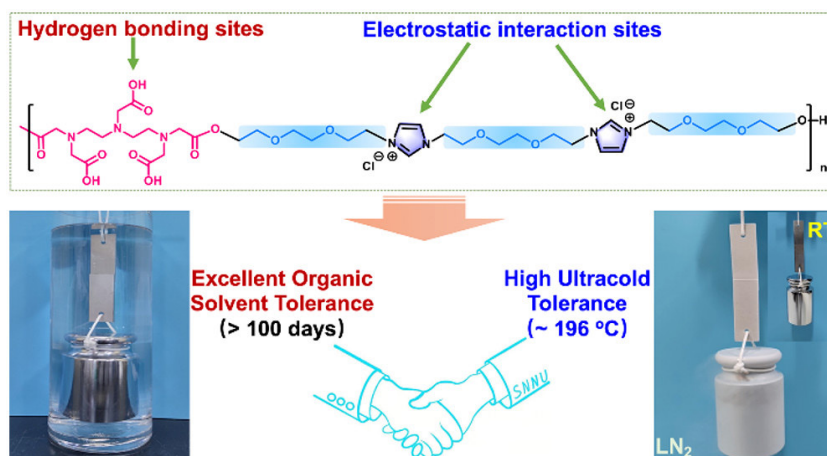 Hydrogen bonding sites
Electrostatic interaction sites
OH
O
Cl⊖
N
N
N
O
O
O
O
⊕
N
N
O
O
N
⊕
N
O
O
O
H
O
O
O
OH
OH
Cl⊖
n
RT
Excellent Organic
Solvent Tolerance
(> 100 days)
High Ultracold
Tolerance
(~ 196 ºC)
SNNU
LN₂